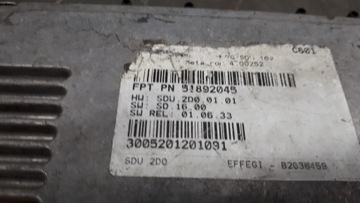 C601
FPT PN 51892045
HW: SDU.2D0.01.01
SW: SD.16.00
SW REL: 01.06.33
3005201201091
SDU 2D0
EFFEGI - B2036459